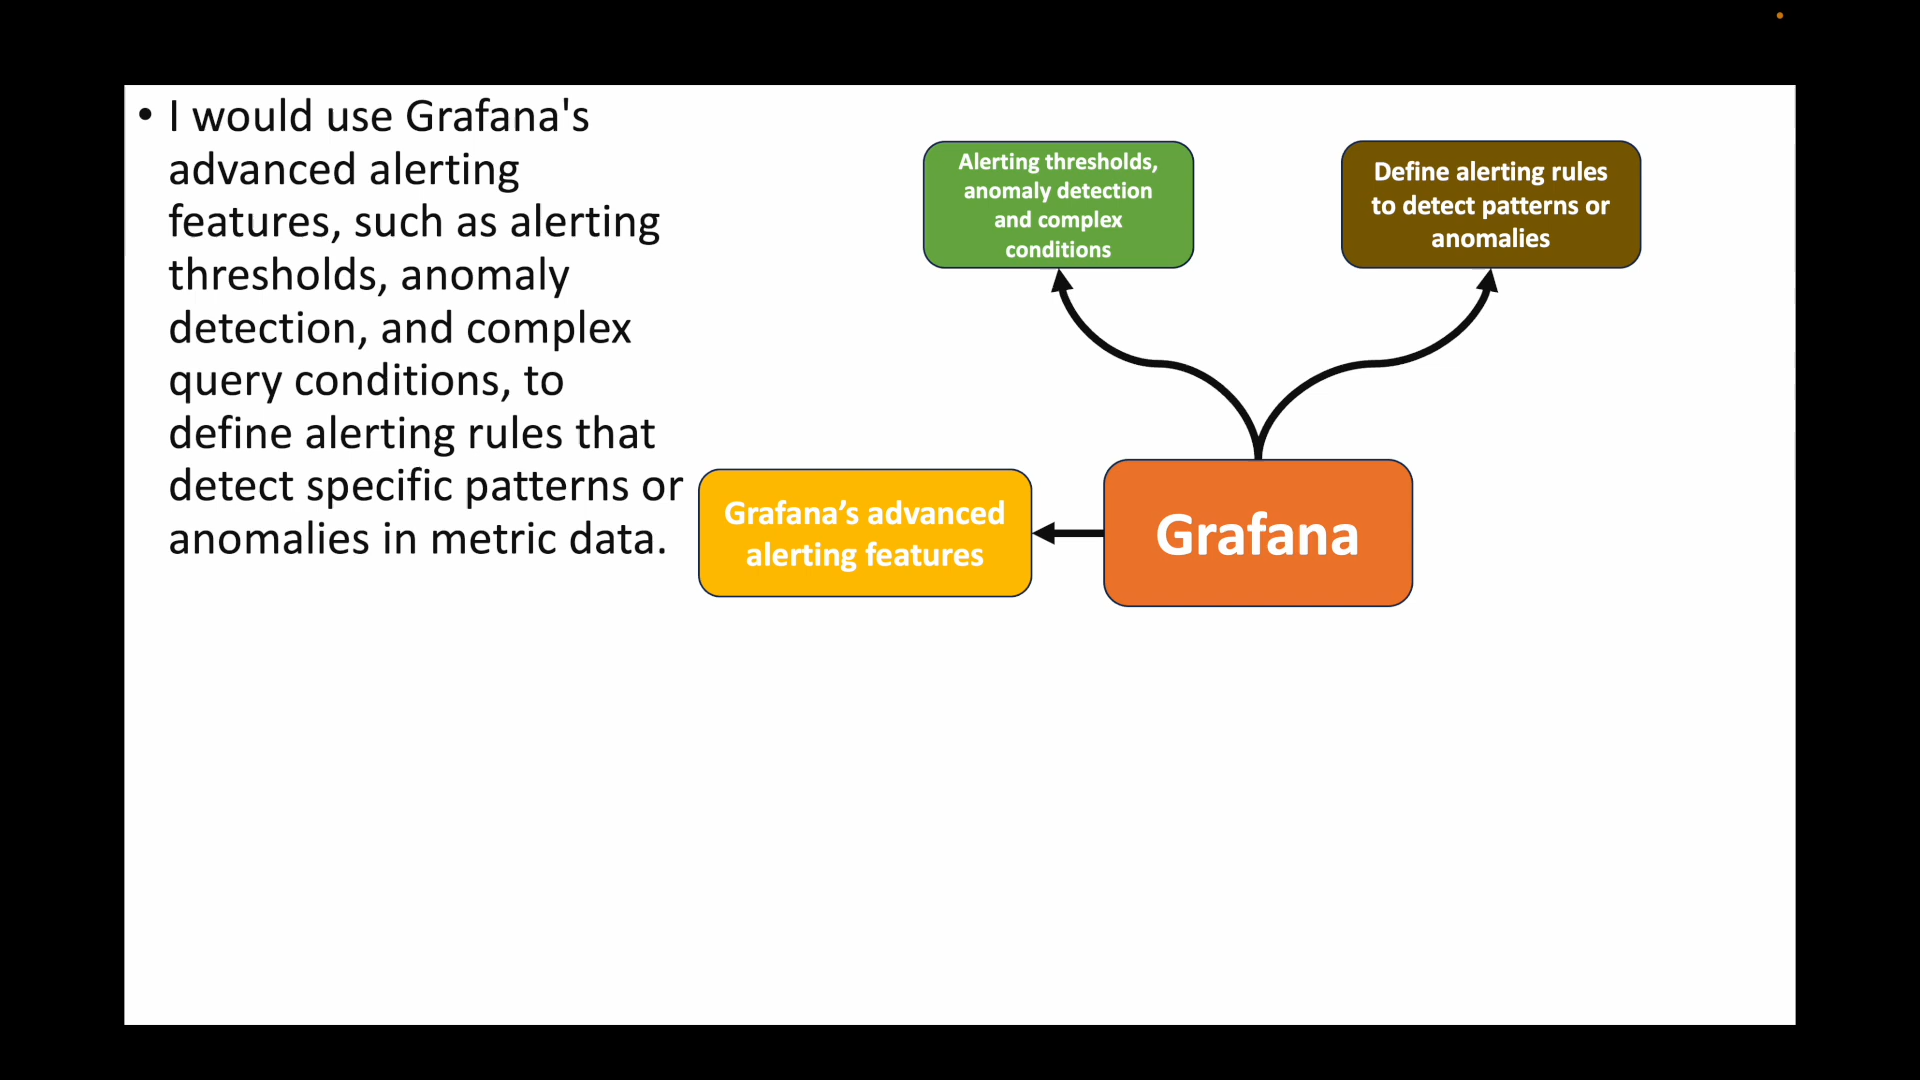 • I would use Grafana's
advanced alerting
features, such as alerting
thresholds, anomaly
detection, and complex
query conditions, to
define alerting rules that
detect specific patterns or
anomalies in metric data.
Alerting thresholds,
anomaly detection
and complex
conditions
Define alerting rules
to detect patterns or
anomalies
Grafana’s advanced
alerting features
Grafana